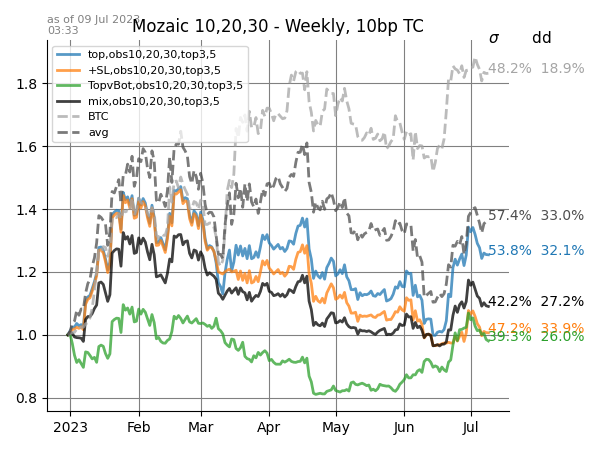 as of 09 Jul 2023
03:33
Mozaic 10,20,30 - Weekly, 10bp TC
σ dd
top,obs10,20,30,top3,5
+SL,obs10,20,30,top3,5
TopvBot,obs10,20,30,top3,5
mix,obs10,20,30,top3,5
BTC
avg
48.2% 18.9%
57.4% 33.0%
53.8% 32.1%
42.2% 27.2%
47.2% 33.9%
39.3% 26.0%
1.8
1.6
1.4
1.2
1.0
0.8
2023 Feb Mar Apr May Jun Jul